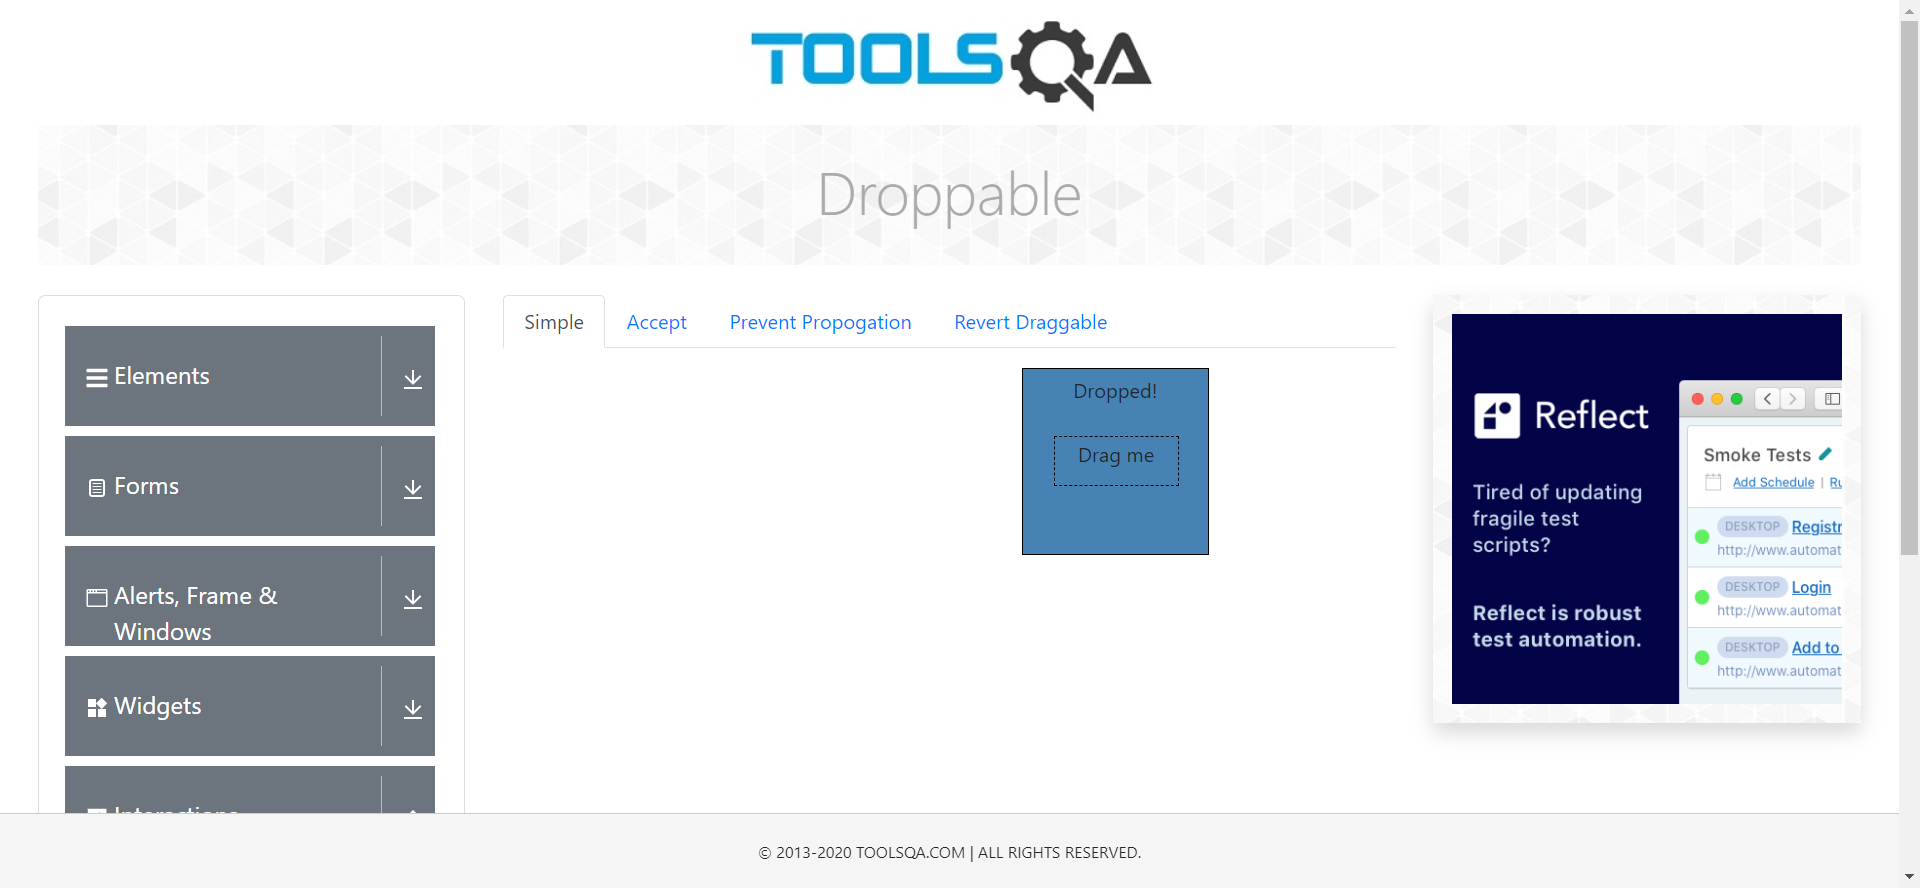 TOOLSQA
Droppable
Elements
Forms
Alerts, Frame &
Windows
Widgets
Interactions
Simple
Accept
Prevent Propogation
Revert Draggable
Dropped!
Drag me
Reflect
Tired of updating
fragile test
scripts?
Reflect is robust
test automation.
Smoke Tests
Add Schedule | Ru
DESKTOP Registr
http://www.automat
DESKTOP Login
http://www.automat
DESKTOP Add to
http://www.automat
© 2013-2020 TOOLSQA.COM | ALL RIGHTS RESERVED.